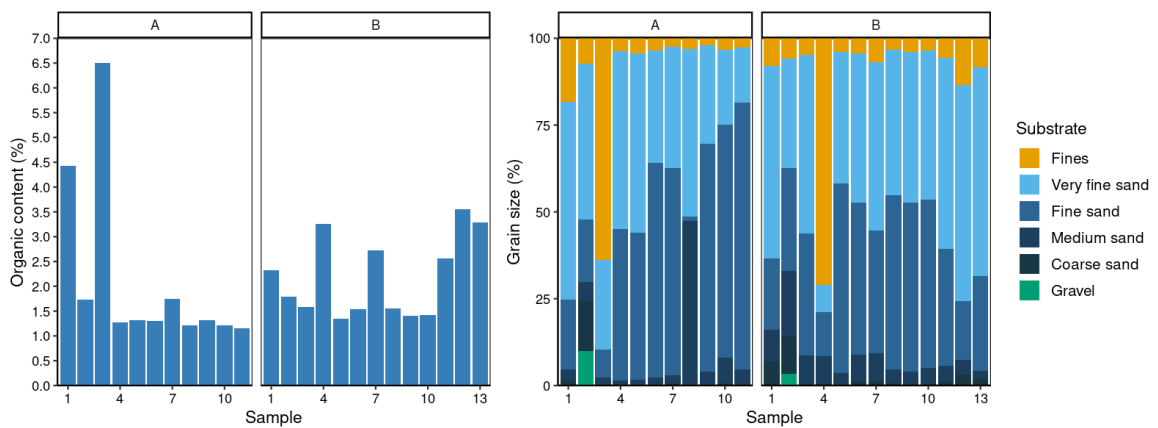 A
B
7.0
6.5
6.0
5.5
5.0
4.5
4.0
3.5
3.0
2.5
2.0
1.5
1.0
0.5
0.0
Organic content (%)
1
4
7
10
1
4
7
10
13
Sample
A
B
100
75
50
25
0
Grain size (%)
1
4
7
10
1
4
7
10
13
Sample
Substrate
Fines
Very fine sand
Fine sand
Medium sand
Coarse sand
Gravel